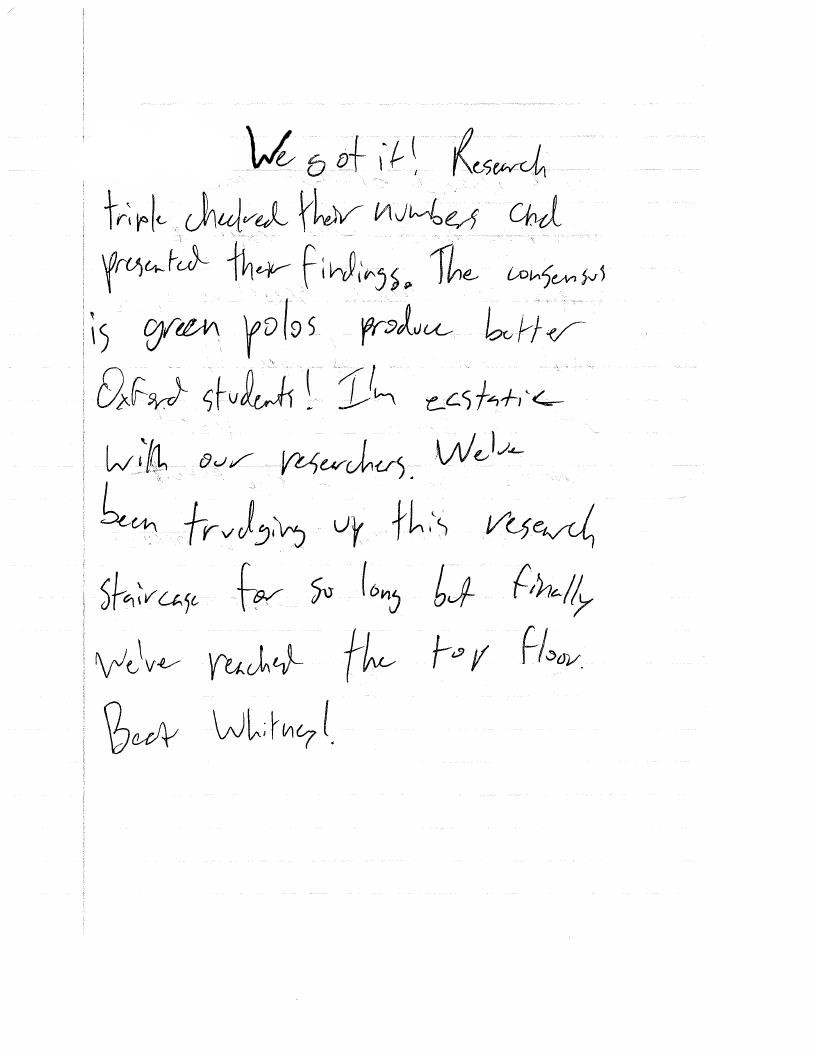 We got it! Research
triple checked their numbers and
presented their findings. The consensus
is green polos produce better
Oxford students! I'm ecstatic
with our researchers. We've
been trudging up this research
staircase for so long but finally
we've reached the top floor.
Beat Whitney!